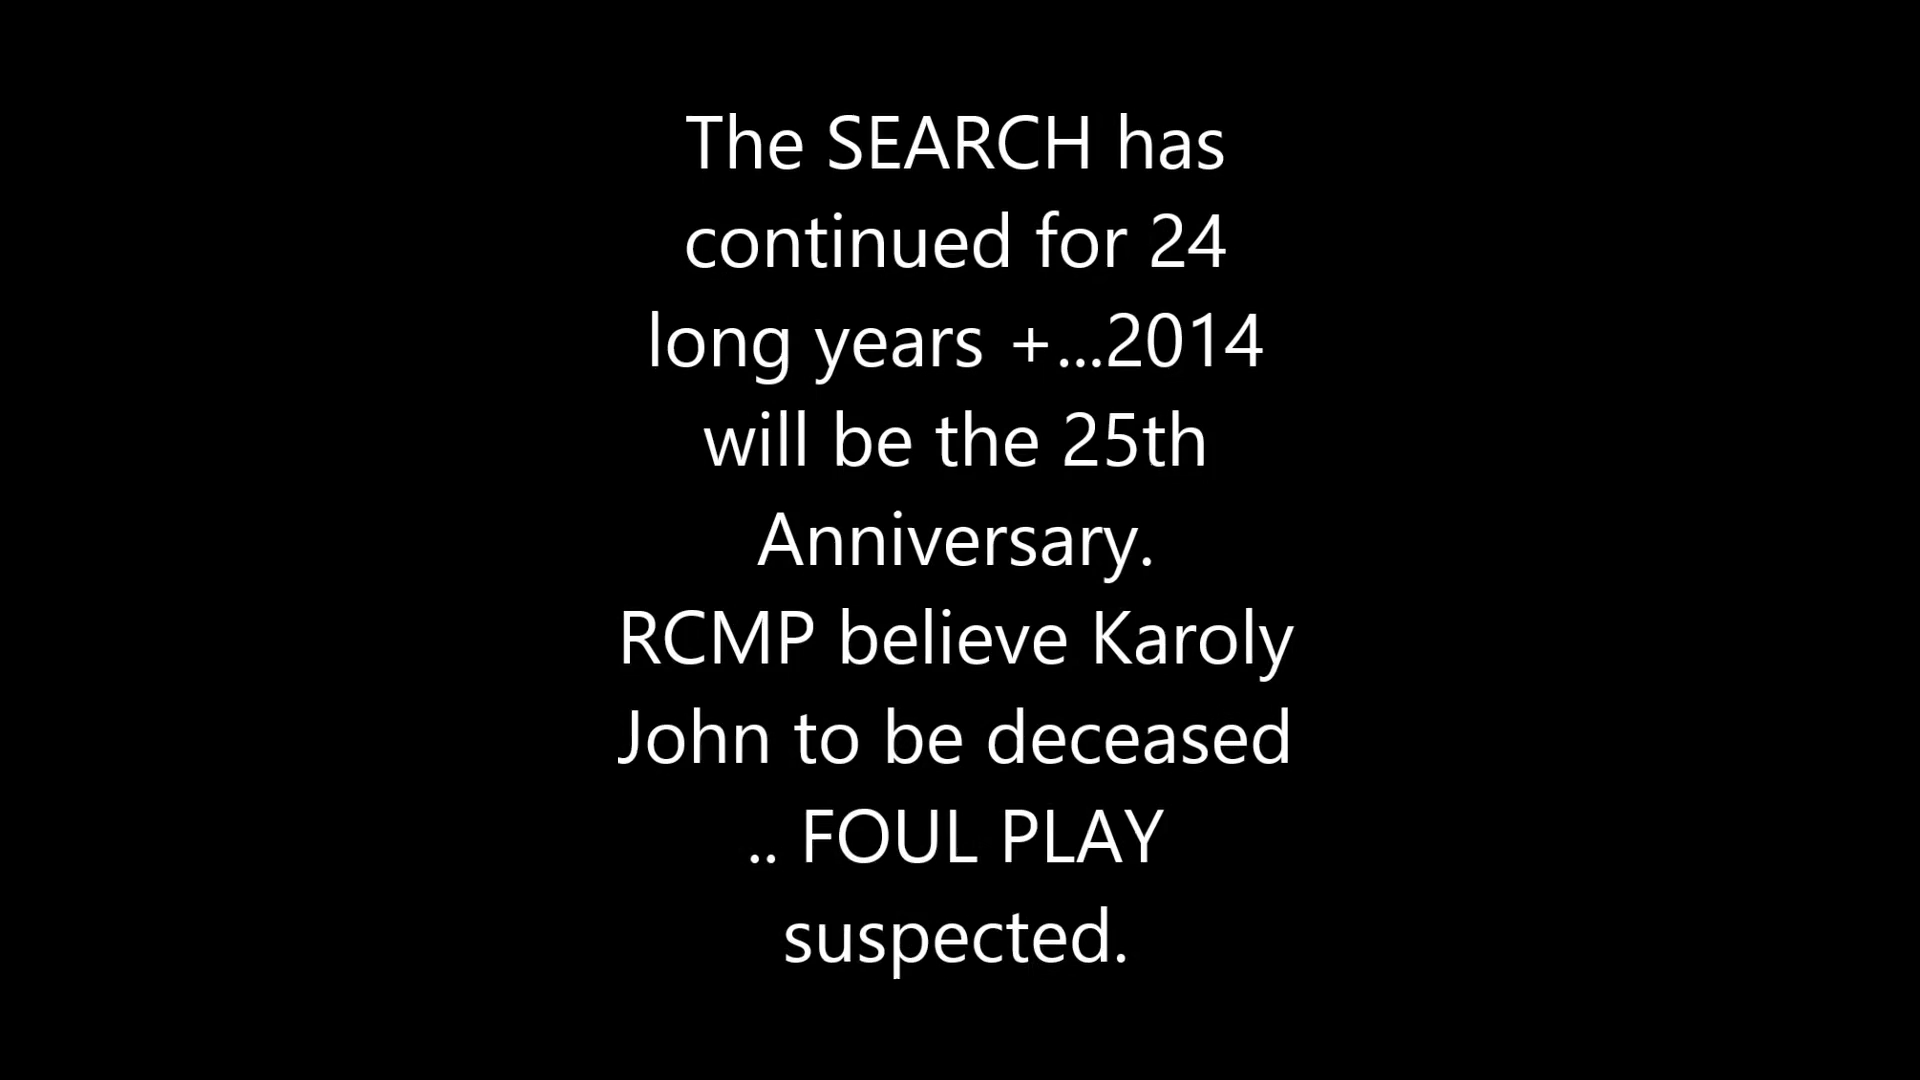 The SEARCH has
continued for 24
long years +...2014
will be the 25th
Anniversary.
RCMP believe Karoly
John to be deceased
.. FOUL PLAY
suspected.